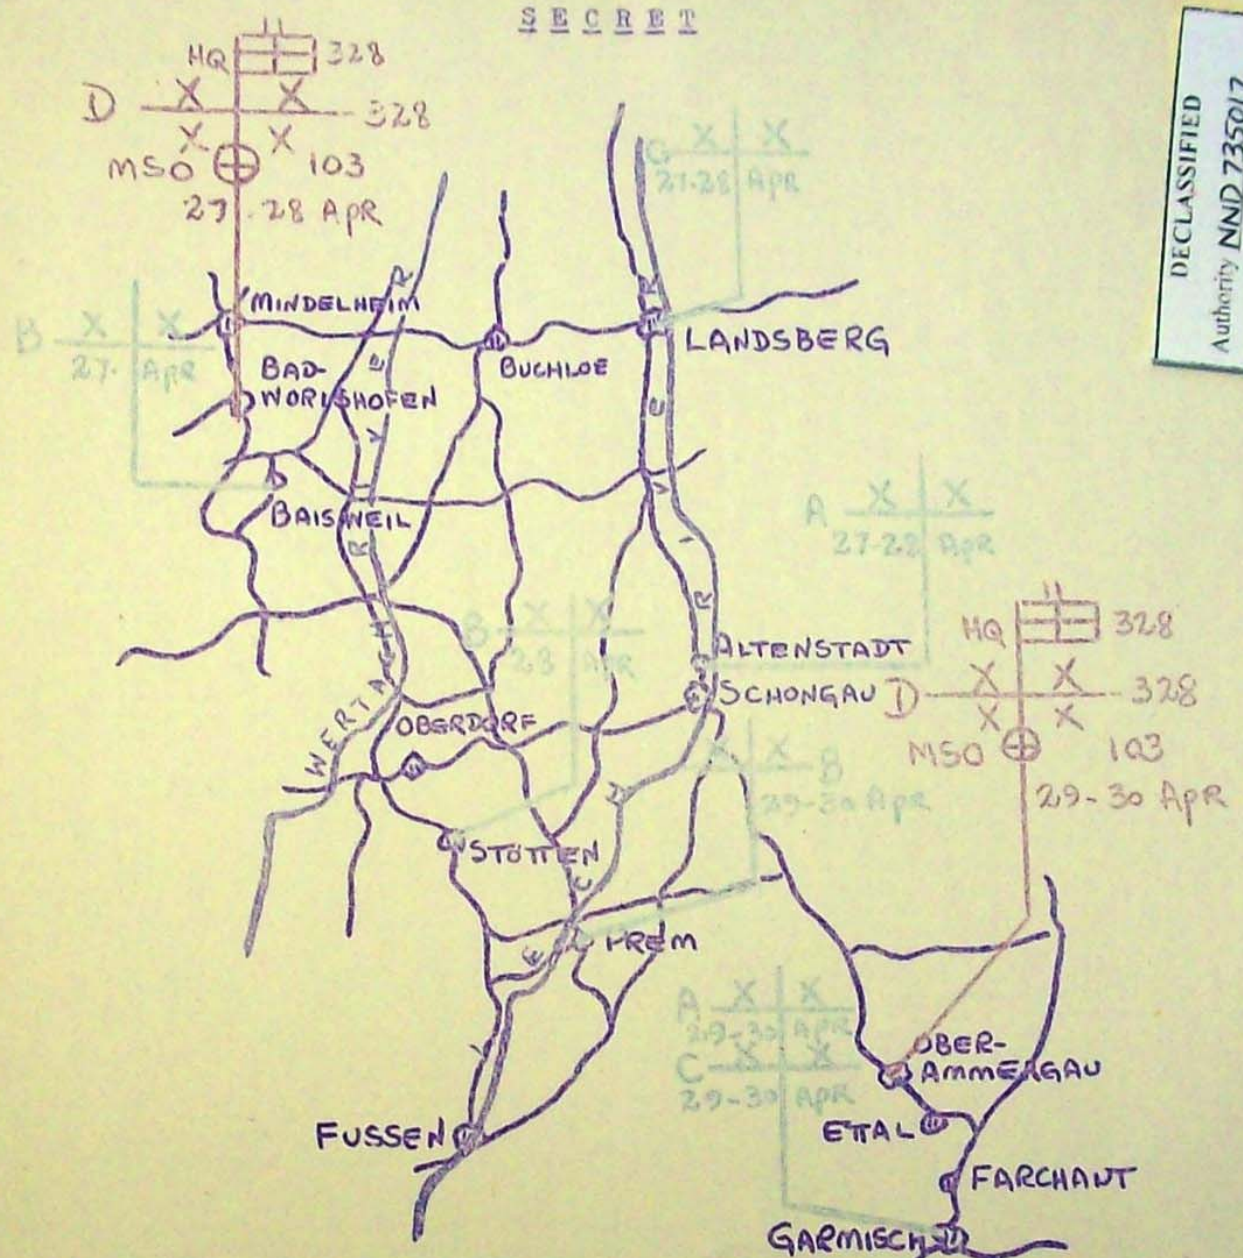 SECRET
DECLASSIFIED
Authority NND 735017
HQ 328
D X X 328
X X
MSO 103
27-28 APR
X X
27-28 APR
B X X
27. APR
MINDELHEIM
BAD-
WORISHOFEN
BUCHLOE
LANDSBERG
RIVER
BAISWEIL
A X X
27-28 APR
B X X
28 APR
HQ 328
D X X 328
X X
MSO 103
29-30 APR
ALTENSTADT
SCHONGAU
WERTACH
OBERDORF
X X B
29-30 APR
STÖTTEN
RIVER
LECH
PREM
A X X
29-30 APR
C X X
29-30 APR
OBER-
AMMERGAU
FUSSEN
ETTAL
FARCHANT
GARMISCH